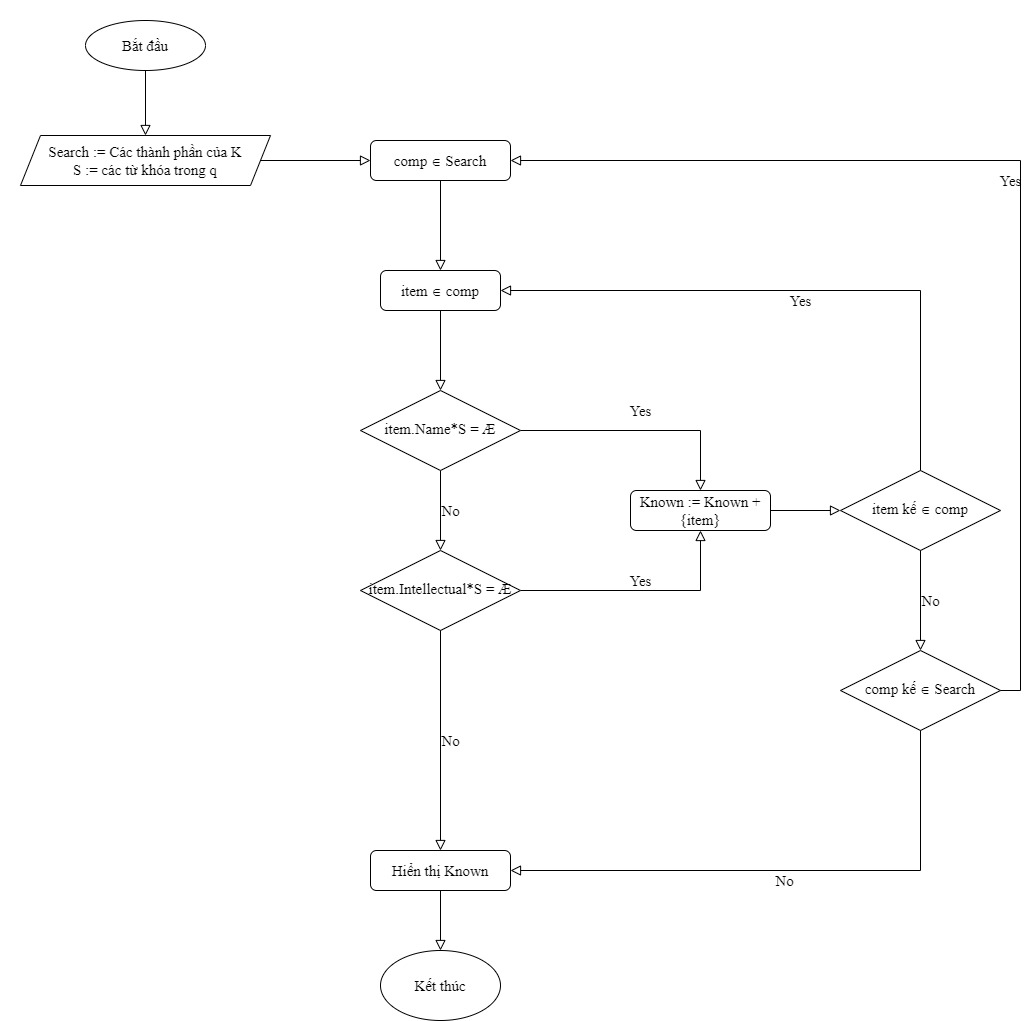 Bắt đầu
Search := Các thành phần của K
S := các từ khóa trong q
comp ∈ Search
Yes
item ∈ comp
Yes
item.Name*S = Æ
Yes
No
Known := Known +
{item}
item kế ∈ comp
item.Intellectual*S = Æ
Yes
No
comp kế ∈ Search
No
Hiển thị Known
No
Kết thúc